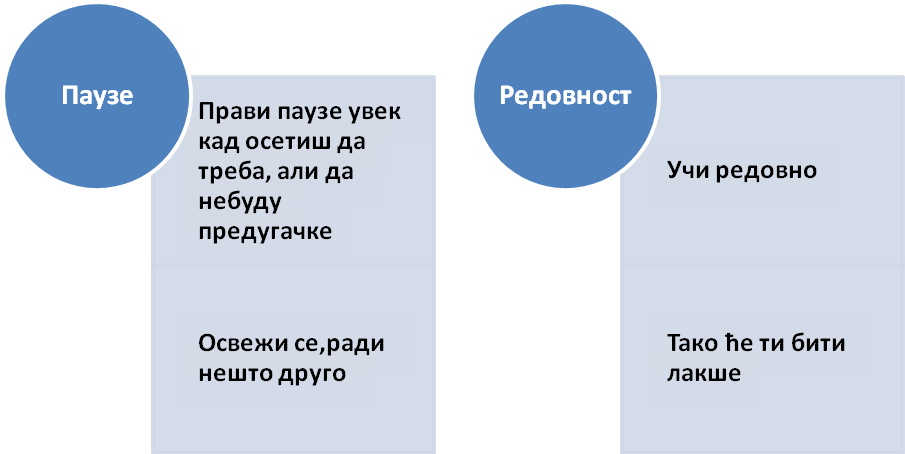 Паузе
Прави паузе увек
кад осетиш да
треба, али да
небуду
предугачке
Освежи се,ради
нешто друго
Редовност
Учи редовно
Тако ће ти бити
лакше